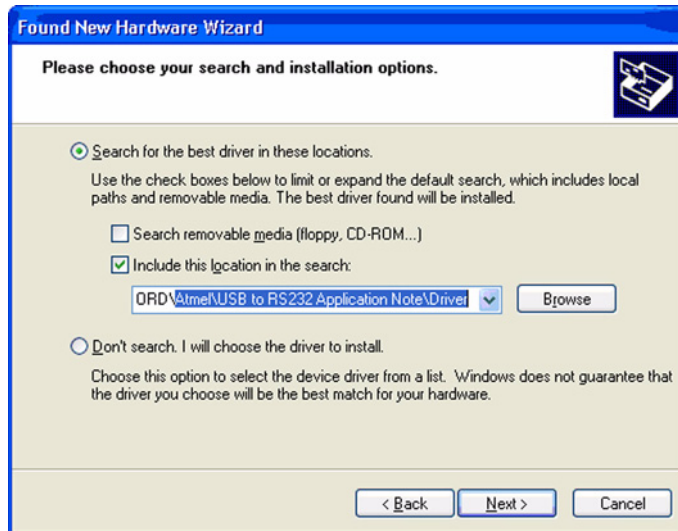 Found New Hardware Wizard
Please choose your search and installation options.
Search for the best driver in these locations.
Use the check boxes below to limit or expand the default search, which includes local
paths and removable media. The best driver found will be installed.
Search removable media (floppy, CD-ROM...)
Include this location in the search:
ORD\Atmel\USB to RS232 Application Note\Driver
Browse
Don't search. I will choose the driver to install.
Choose this option to select the device driver from a list. Windows does not guarantee that
the driver you choose will be the best match for your hardware.
< Back
Next >
Cancel